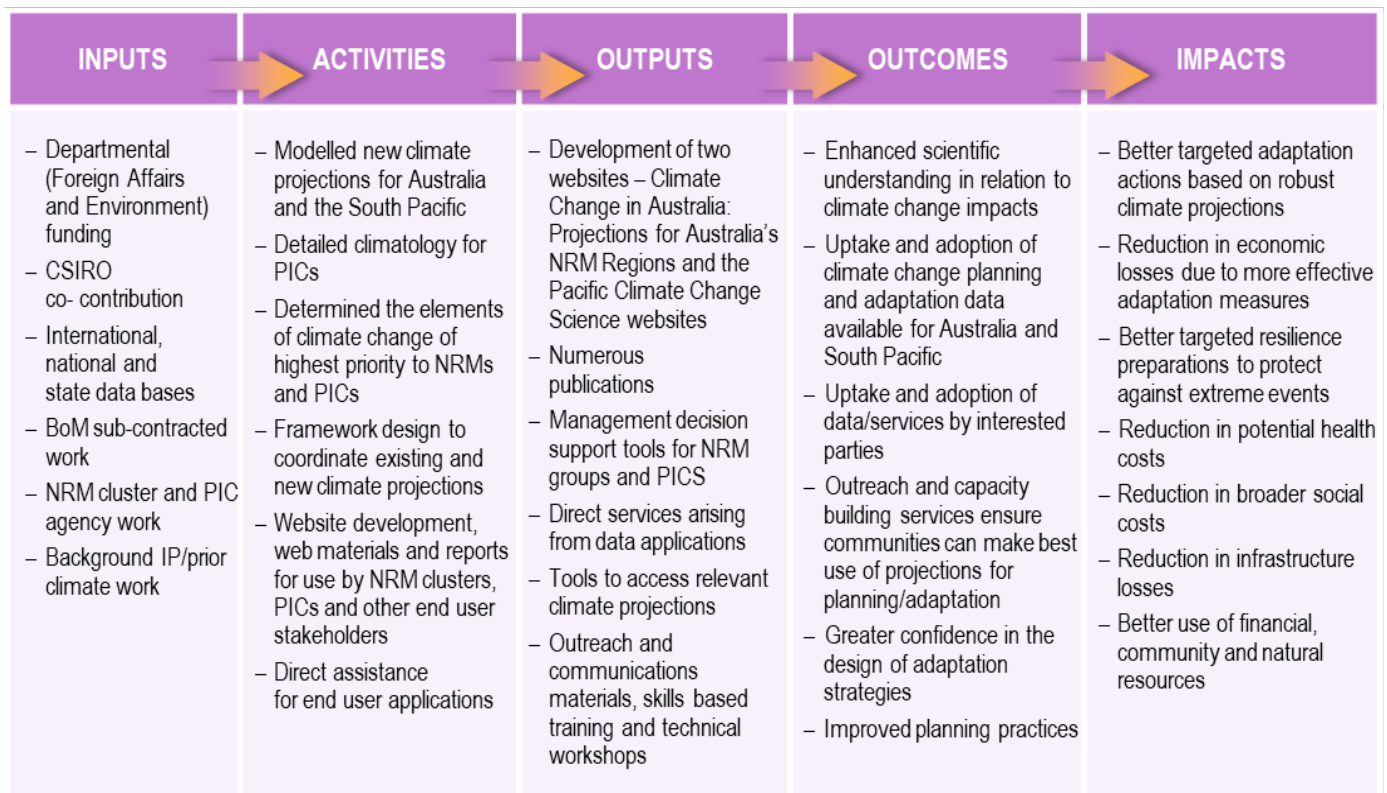 INPUTS
ACTIVITIES
OUTPUTS
OUTCOMES
IMPACTS
– Departmental
(Foreign Affairs
and Environment)
funding
– CSIRO
co- contribution
– International,
national and
state data bases
– BoM sub-contracted
work
– NRM cluster and PIC
agency work
– Background IP/prior
climate work
– Modelled new climate
projections for Australia
and the South Pacific
– Detailed climatology for
PICs
– Determined the elements
of climate change of
highest priority to NRMs
and PICs
– Framework design to
coordinate existing and
new climate projections
– Website development,
web materials and reports
for use by NRM clusters,
PICs and other end user
stakeholders
– Direct assistance
for end user applications
– Development of two
websites – Climate
Change in Australia:
Projections for Australia's
NRM Regions and the
Pacific Climate Change
Science websites
– Numerous
publications
– Management decision
support tools for NRM
groups and PICS
– Direct services arising
from data applications
– Tools to access relevant
climate projections
– Outreach and
communications
materials, skills based
training and technical
workshops
– Enhanced scientific
understanding in relation to
climate change impacts
– Uptake and adoption of
climate change planning
and adaptation data
available for Australia and
South Pacific
– Uptake and adoption of
data/services by interested
parties
– Outreach and capacity
building services ensure
communities can make best
use of projections for
planning/adaptation
– Greater confidence in the
design of adaptation
strategies
– Improved planning practices
– Better targeted adaptation
actions based on robust
climate projections
– Reduction in economic
losses due to more effective
adaptation measures
– Better targeted resilience
preparations to protect
against extreme events
– Reduction in potential health
costs
– Reduction in broader social
costs
– Reduction in infrastructure
losses
– Better use of financial,
community and natural
resources